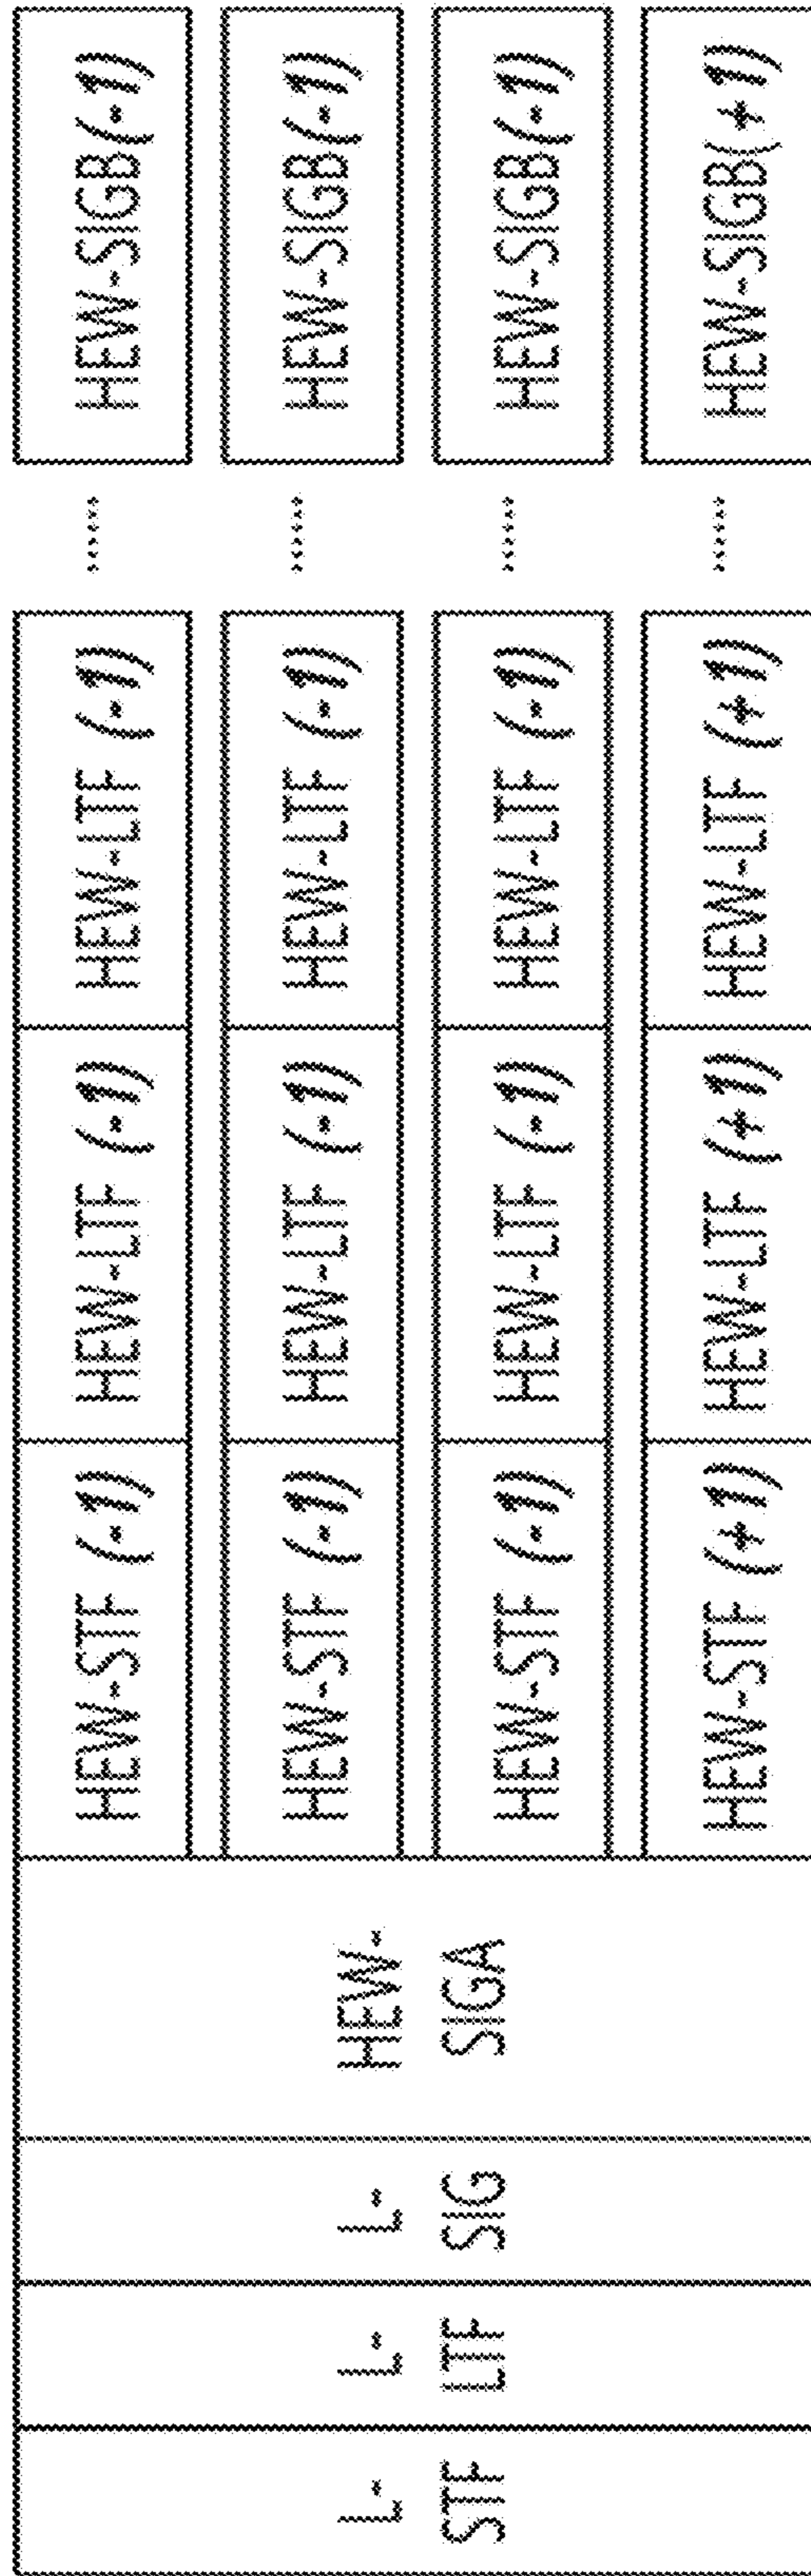 L-
STF
L-
LTF
L-
SIG
HEW-
SIGA
HEW-STF (-1)
HEW-LTF (-1)
HEW-LTF (-1)
......
HEW-SIGB(-1)
HEW-STF (-1)
HEW-LTF (-1)
HEW-LTF (-1)
......
HEW-SIGB(-1)
HEW-STF (-1)
HEW-LTF (-1)
HEW-LTF (-1)
......
HEW-SIGB(-1)
HEW-STF (+1)
HEW-LTF (+1)
HEW-LTF (+1)
......
HEW-SIGB(+1)